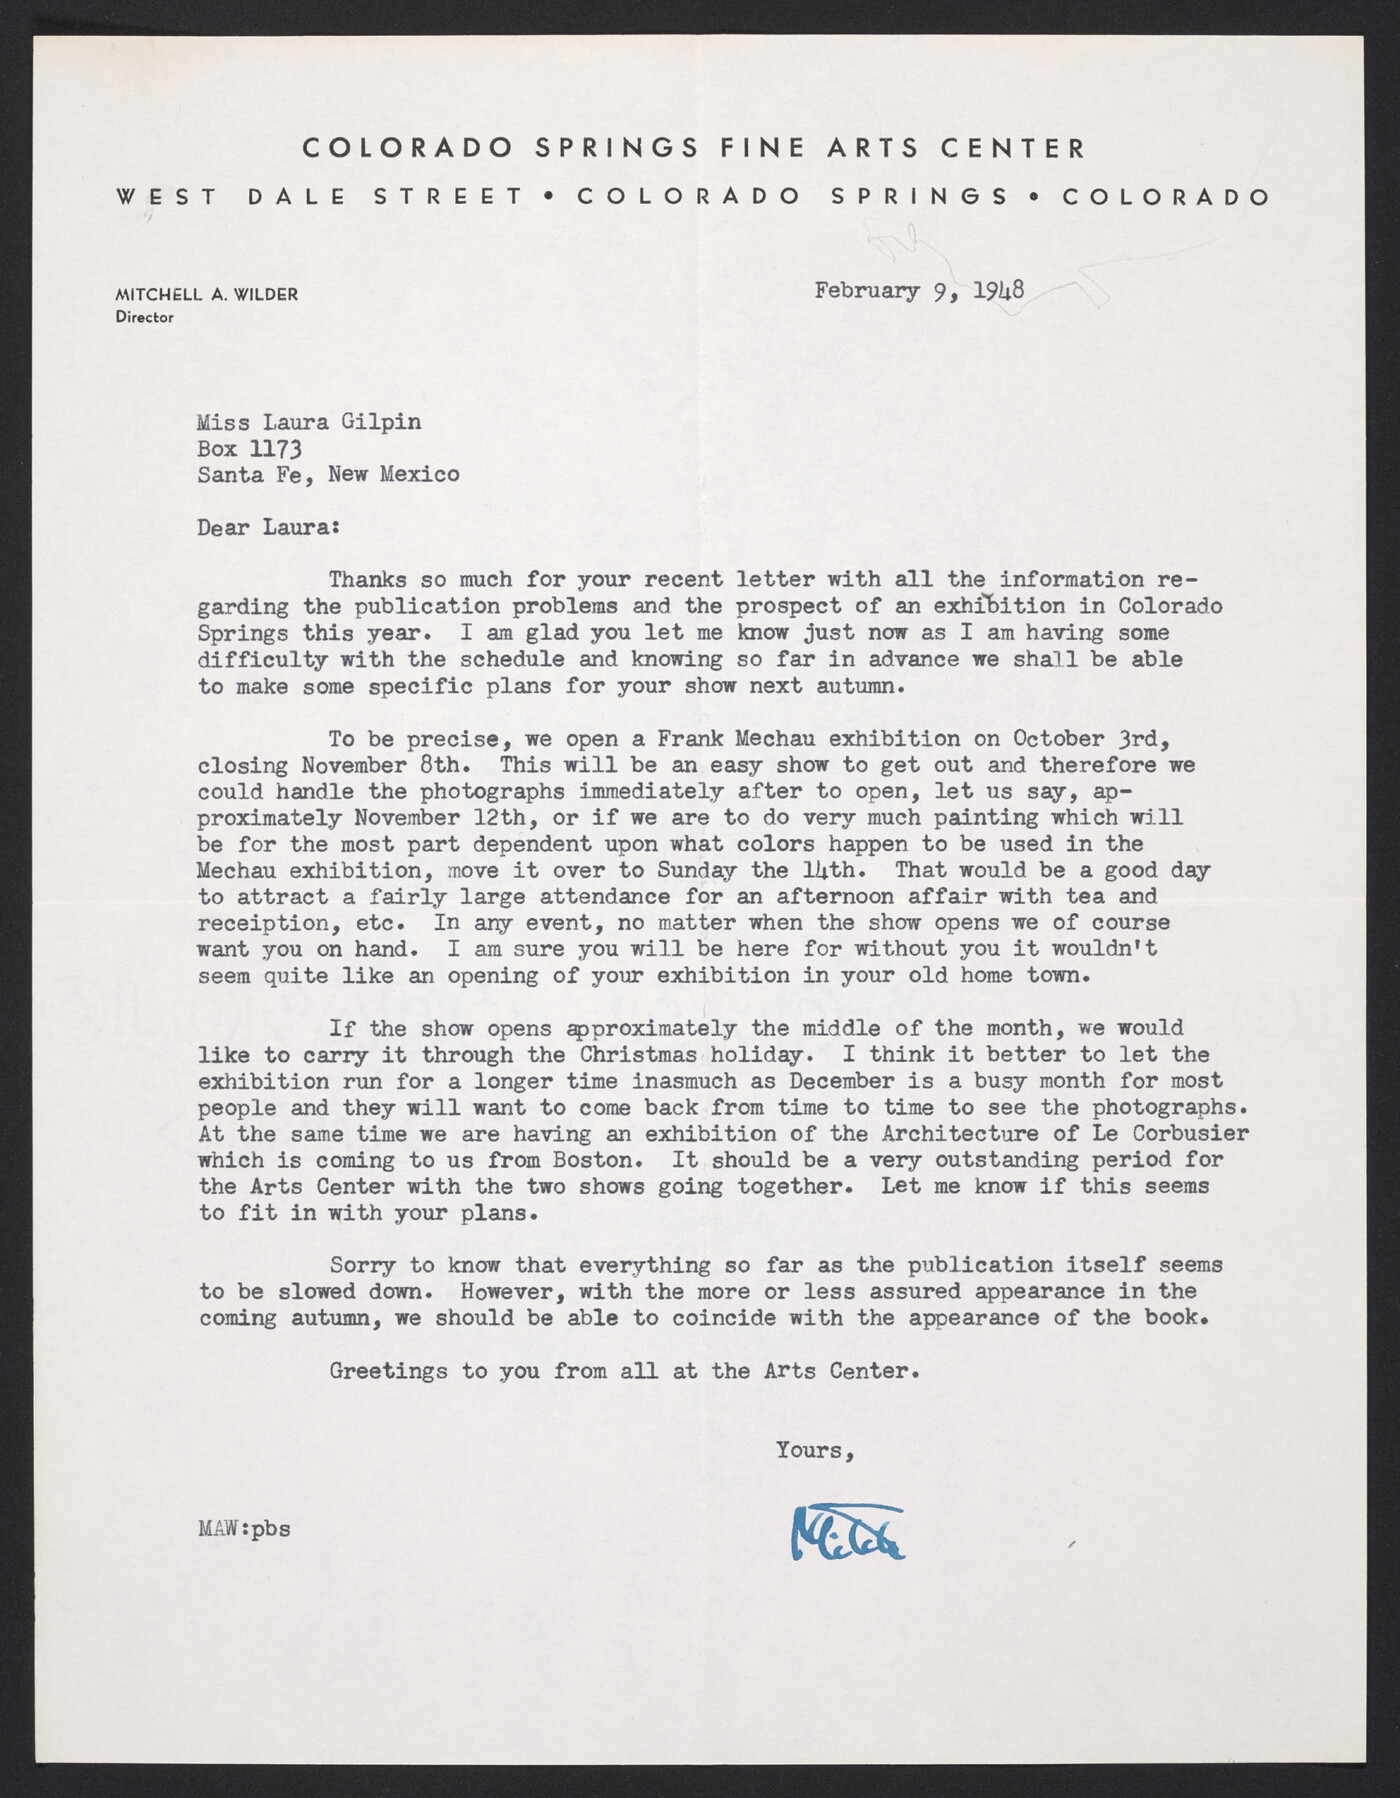 COLORADO SPRINGS FINE ARTS CENTER
WEST DALE STREET • COLORADO SPRINGS • COLORADO
MITCHELL A. WILDER
Director
February 9, 1948
Miss Laura Gilpin
Box 1173
Santa Fe, New Mexico
Dear Laura:
Thanks so much for your recent letter with all the information re-
garding the publication problems and the prospect of an exhibition in Colorado
Springs this year. I am glad you let me know just now as I am having some
difficulty with the schedule and knowing so far in advance we shall be able
to make some specific plans for your show next autumn.
To be precise, we open a Frank Mechau exhibition on October 3rd,
closing November 8th. This will be an easy show to get out and therefore we
could handle the photographs immediately after to open, let us say, ap-
proximately November 12th, or if we are to do very much painting which will
be for the most part dependent upon what colors happen to be used in the
Mechau exhibition, move it over to Sunday the 14th. That would be a good day
to attract a fairly large attendance for an afternoon affair with tea and
receiption, etc. In any event, no matter when the show opens we of course
want you on hand. I am sure you will be here for without you it wouldn't
seem quite like an opening of your exhibition in your old home town.
If the show opens approximately the middle of the month, we would
like to carry it through the Christmas holiday. I think it better to let the
exhibition run for a longer time inasmuch as December is a busy month for most
people and they will want to come back from time to time to see the photographs.
At the same time we are having an exhibition of the Architecture of Le Corbusier
which is coming to us from Boston. It should be a very outstanding period for
the Arts Center with the two shows going together. Let me know if this seems
to fit in with your plans.
Sorry to know that everything so far as the publication itself seems
to be slowed down. However, with the more or less assured appearance in the
coming autumn, we should be able to coincide with the appearance of the book.
Greetings to you from all at the Arts Center.
Yours,
Mitch
MAW:pbs